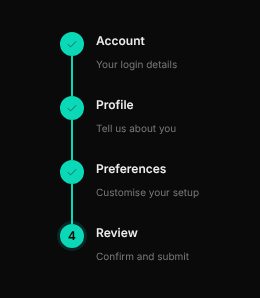 Account
Your login details
Profile
Tell us about you
Preferences
Customise your setup
4
Review
Confirm and submit